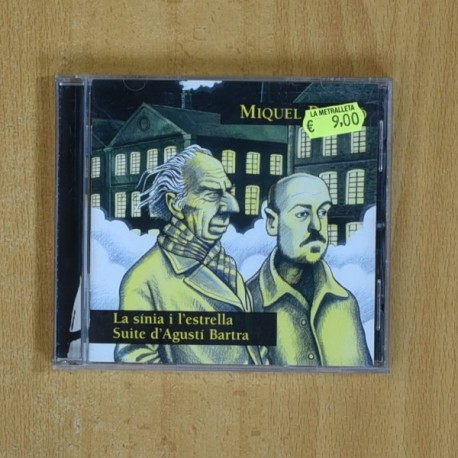 MIQUEL
LA METRALLETA
€ 9,00
La sínia i l'estrella
Suite d'Agustí Bartra